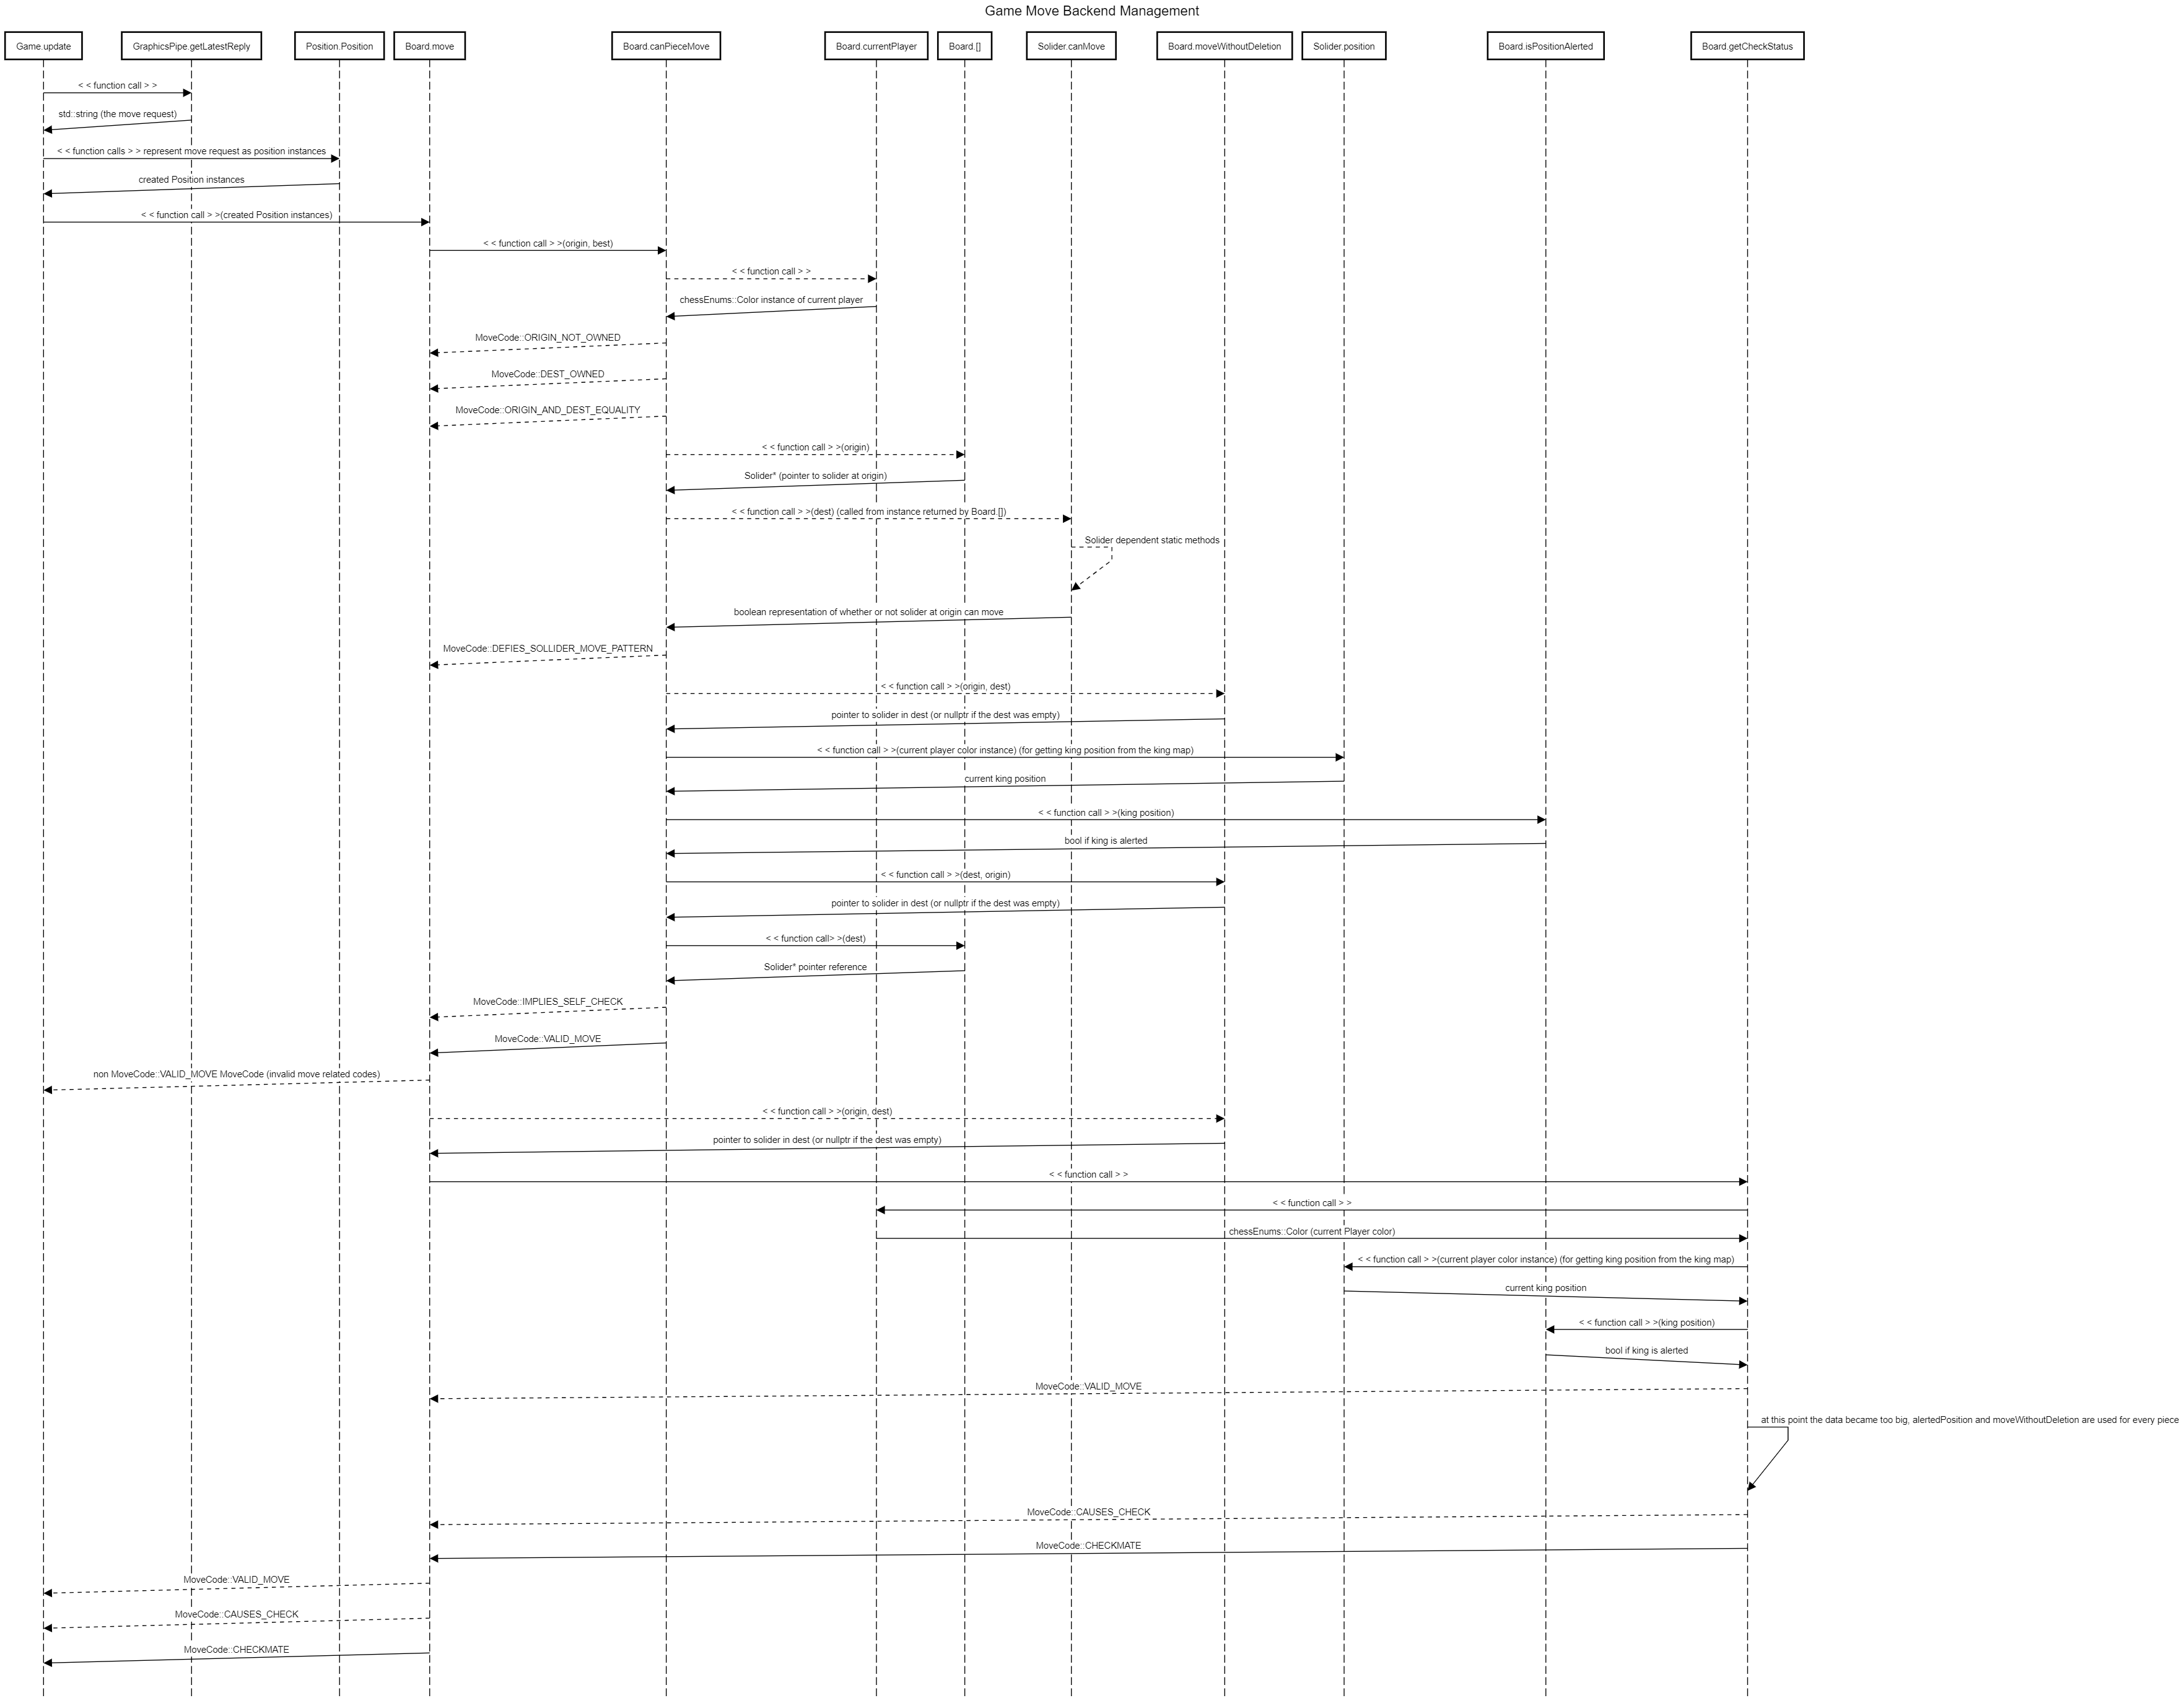 Game Move Backend Management
Game.update
GraphicsPipe.getLatestReply
Position.Position
Board.move
Board.canPieceMove
Board.currentPlayer
Board.[]
Solider.canMove
Board.moveWithoutDeletion
Solider.position
Board.isPositionAlerted
Board.getCheckStatus
< < function call > >
std::string (the move request)
< < function calls > > represent move request as position instances
created Position instances
< < function call > >(created Position instances)
< < function call > >(origin, best)
< < function call > >
chessEnums::Color instance of current player
MoveCode::ORIGIN_NOT_OWNED
MoveCode::DEST_OWNED
MoveCode::ORIGIN_AND_DEST_EQUALITY
< < function call > >(origin)
Solider* (pointer to solider at origin)
< < function call > >(dest) (called from instance returned by Board.[])
Solider dependent static methods
boolean representation of whether or not solider at origin can move
MoveCode::DEFIES_SOLLIDER_MOVE_PATTERN
< < function call > >(origin, dest)
pointer to solider in dest (or nullptr if the dest was empty)
< < function call > >(current player color instance) (for getting king position from the king map)
current king position
< < function call > >(king position)
bool if king is alerted
< < function call > >(dest, origin)
pointer to solider in dest (or nullptr if the dest was empty)
< < function call> >(dest)
Solider* pointer reference
MoveCode::IMPLIES_SELF_CHECK
MoveCode::VALID_MOVE
non MoveCode::VALID_MOVE MoveCode (invalid move related codes)
< < function call > >(origin, dest)
pointer to solider in dest (or nullptr if the dest was empty)
< < function call > >
< < function call > >
chessEnums::Color (current Player color)
< < function call > >(current player color instance) (for getting king position from the king map)
current king position
< < function call > >(king position)
bool if king is alerted
MoveCode::VALID_MOVE
at this point the data became too big, alertedPosition and moveWithoutDeletion are used for every piece
MoveCode::CAUSES_CHECK
MoveCode::CHECKMATE
MoveCode::VALID_MOVE
MoveCode::CAUSES_CHECK
MoveCode::CHECKMATE